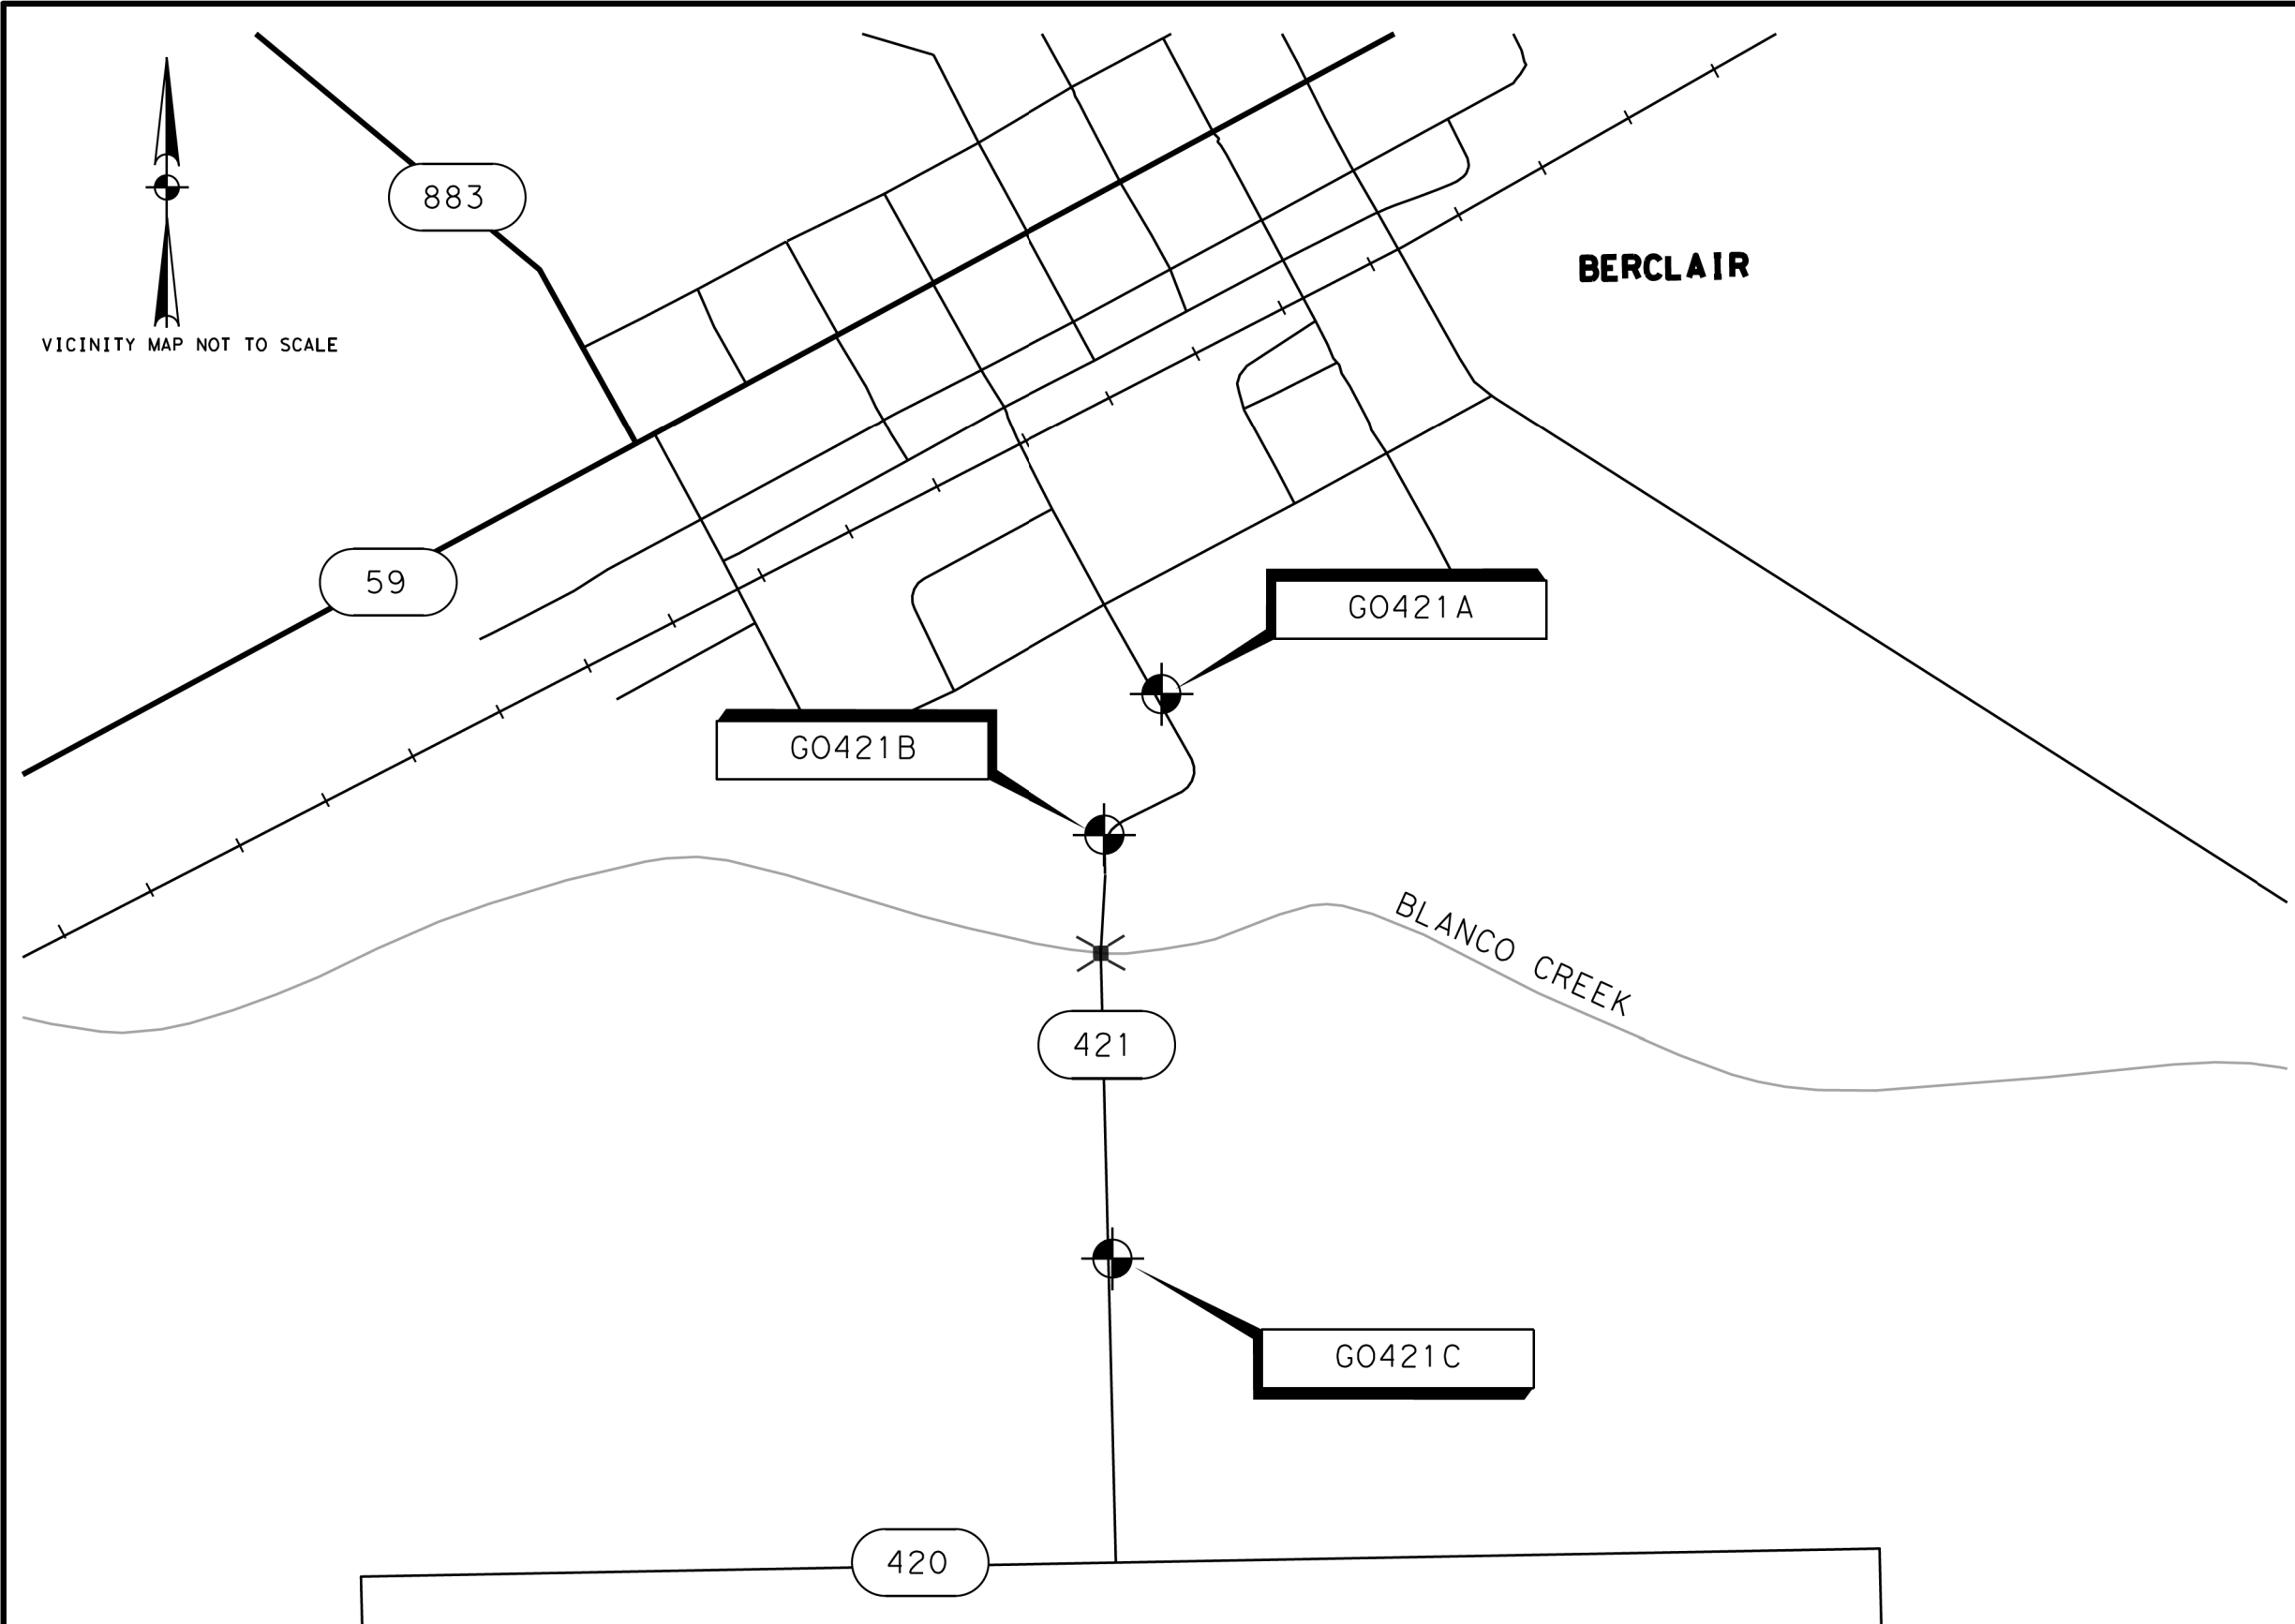 883
BERCLAIR
VICINITY MAP NOT TO SCALE
59
GO421A
GO421B
BLANCO CREEK
421
GO421C
420